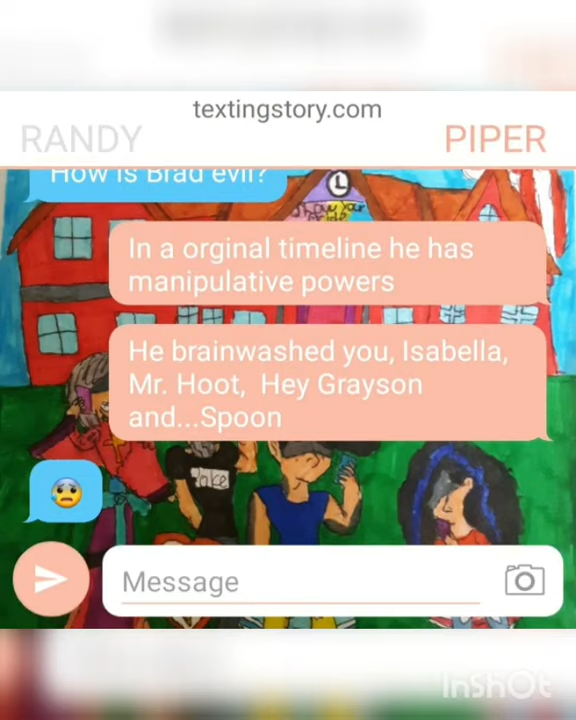 textingstory.com
RANDY
PIPER
How is Brad evil?
In a orginal timeline he has
manipulative powers
He brainwashed you, Isabella,
Mr. Hoot, Hey Grayson
and...Spoon
Message
InShOt